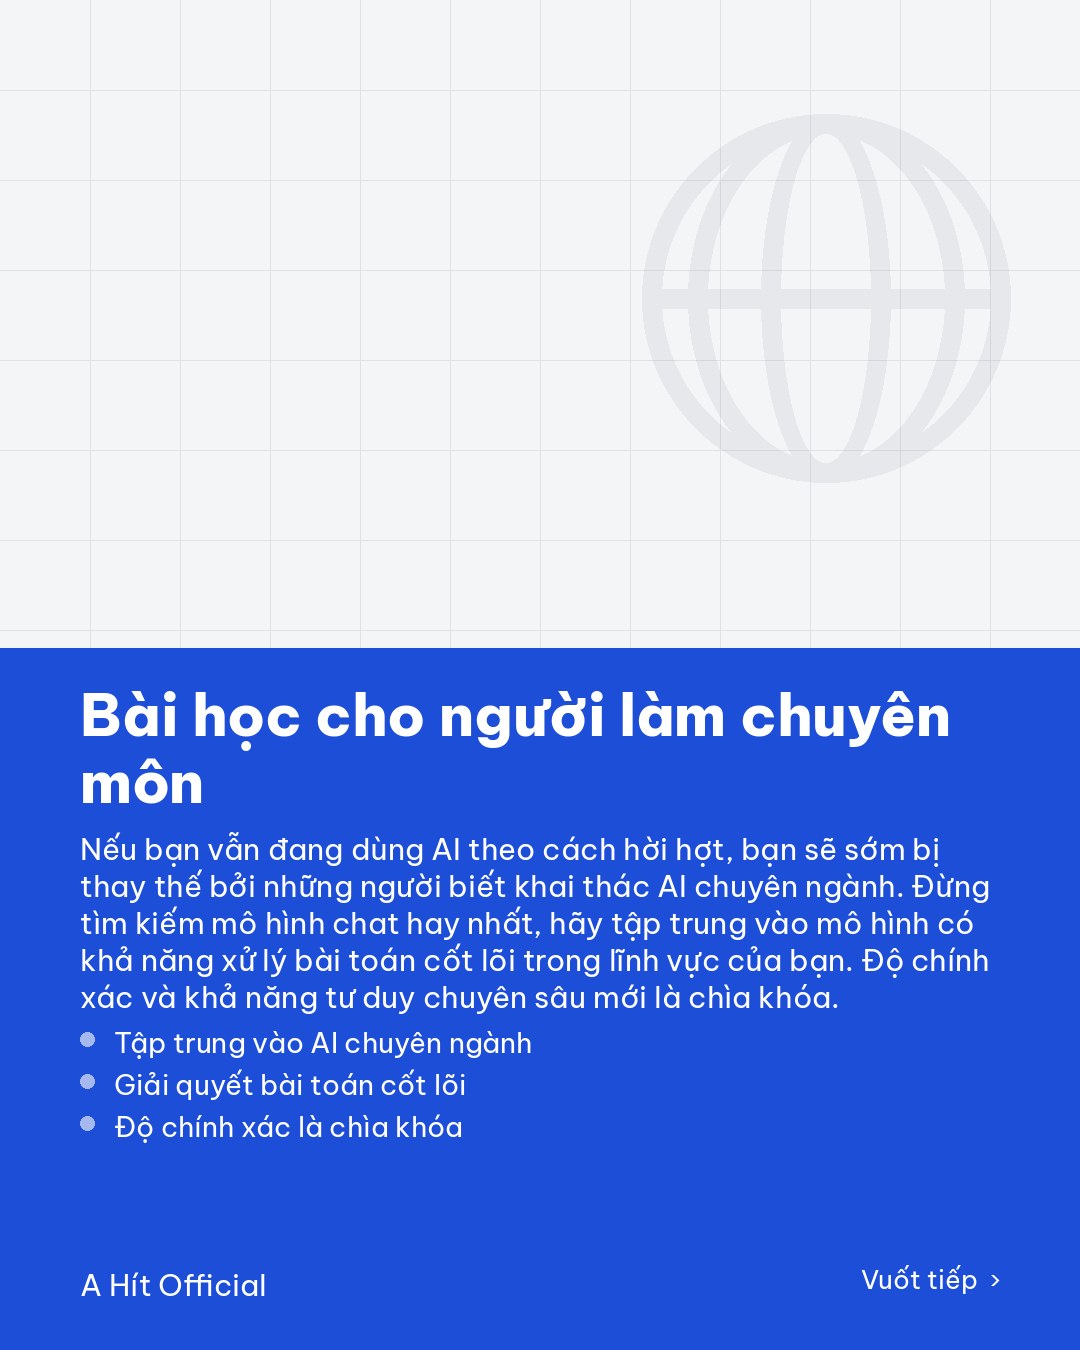 Bài học cho người làm chuyên
môn
Nếu bạn vẫn đang dùng AI theo cách hời hợt, bạn sẽ sớm bị
thay thế bởi những người biết khai thác AI chuyên ngành. Đừng
tìm kiếm mô hình chat hay nhất, hãy tập trung vào mô hình có
khả năng xử lý bài toán cốt lõi trong lĩnh vực của bạn. Độ chính
xác và khả năng tư duy chuyên sâu mới là chìa khóa.
Tập trung vào AI chuyên ngành
Giải quyết bài toán cốt lõi
Độ chính xác là chìa khóa
A Hít Official
Vuốt tiếp ›